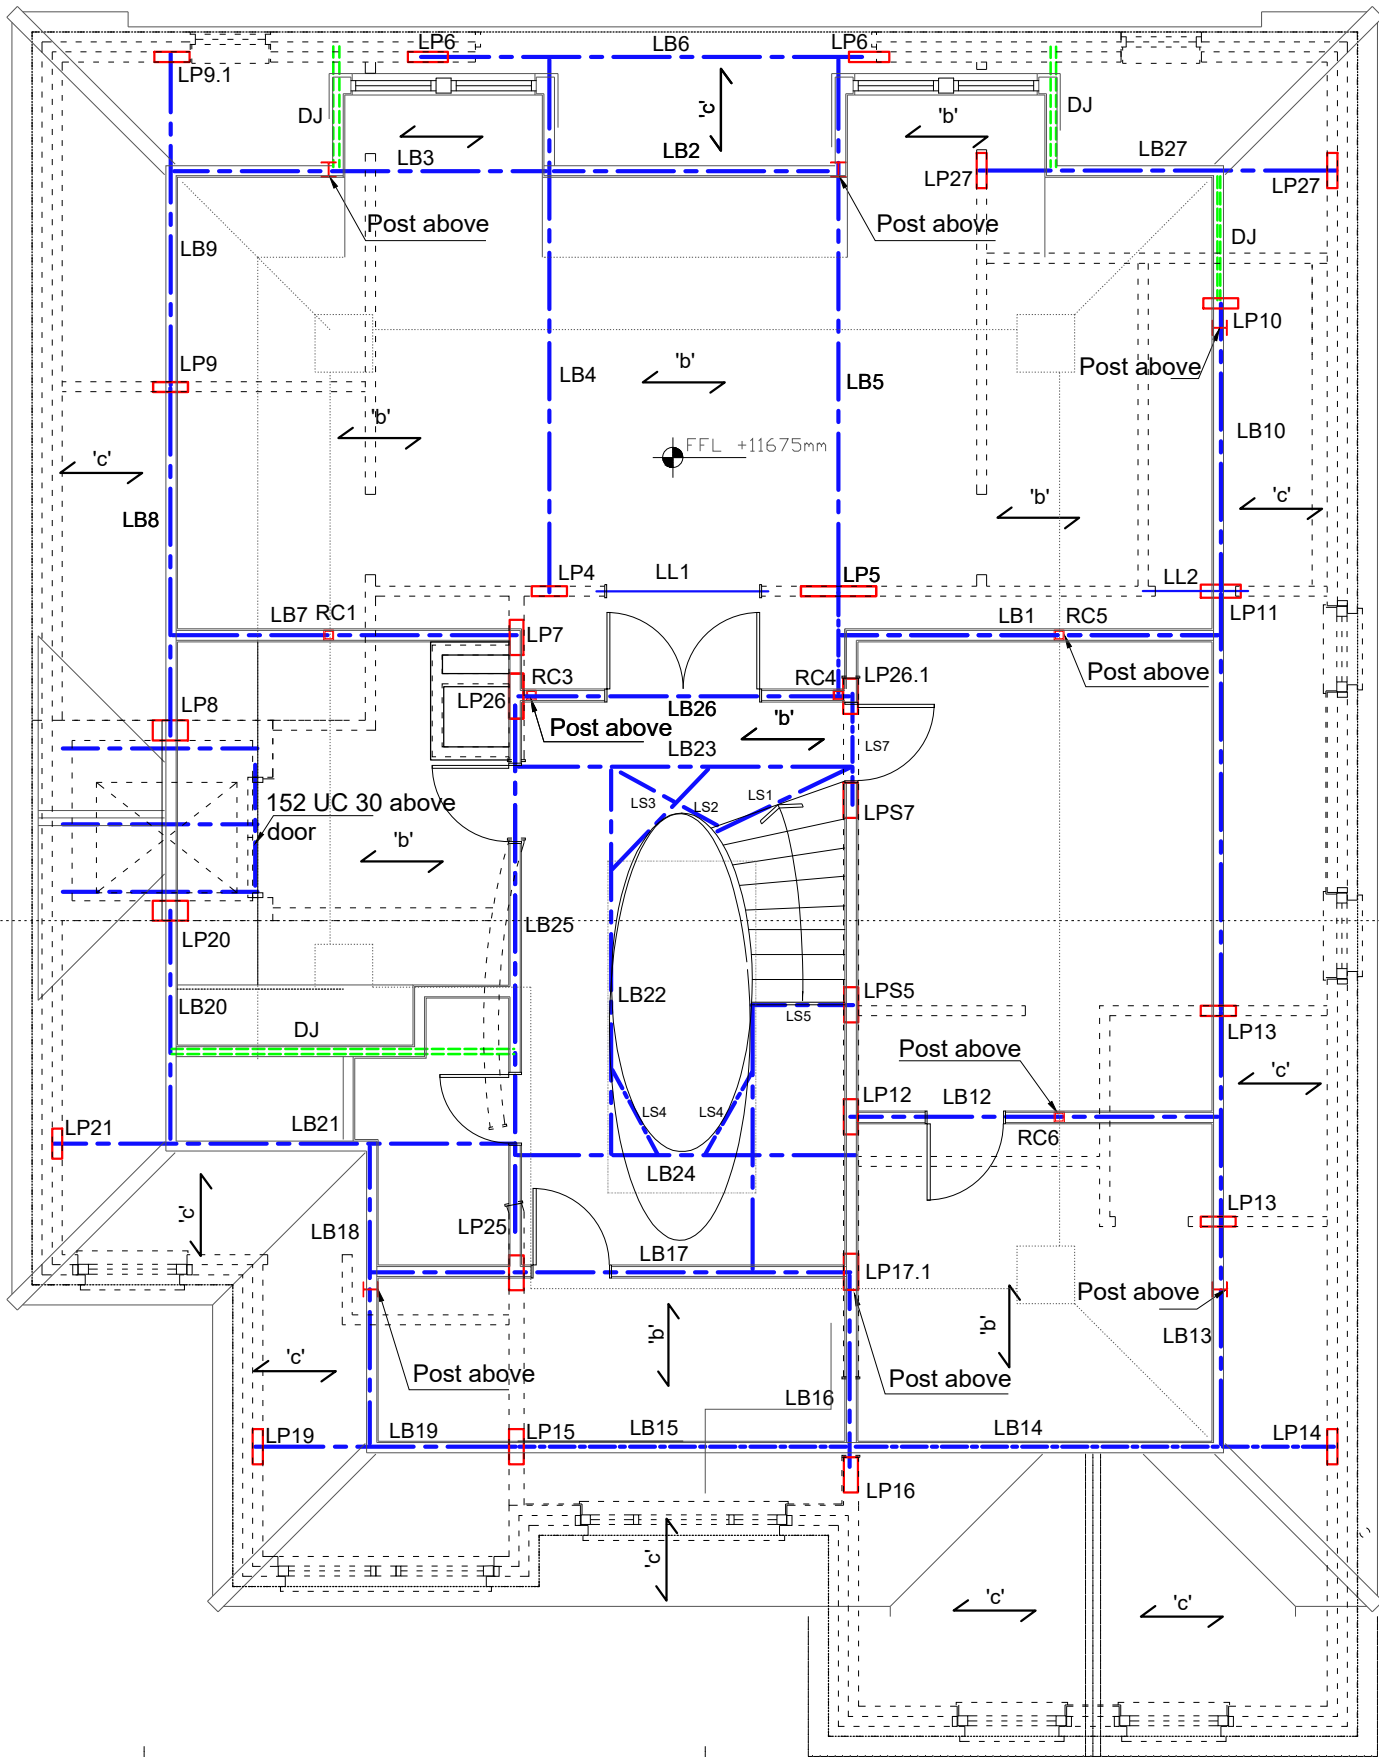 LP6
LB6
LP6
LP9.1
'c'
DJ
'b'
DJ
LB3
LB2
LB27
LP27
LP27
Post above
Post above
LB9
DJ
LP10
Post above
LP9
LB4
'b'
LB5
'b'
LB10
FFL +11675mm
'c'
'b'
'c'
LB8
LP4
LL1
LP5
LL2
LP11
LB7
RC1
LP7
LB1
RC5
Post above
RC3
RC4
LP26.1
LP26
LB26
LP8
Post above
'b'
LB23
LS7
LS3
LS2
LS1
152 UC 30 above
door
LPS7
'b'
LB25
LP20
LB22
LPS5
LB20
LS5
DJ
LP13
Post above
'c'
LP21
LB21
LS4
LS4
LP12
LB12
RC6
LB24
'c'
LB18
LP25
LB17
LP13
LP17.1
Post above
'b'
'b'
LB13
'c'
Post above
Post above
LB16
LP19
LB19
LP15
LB15
LB14
LP14
LP16
'c'
'c'
'c'